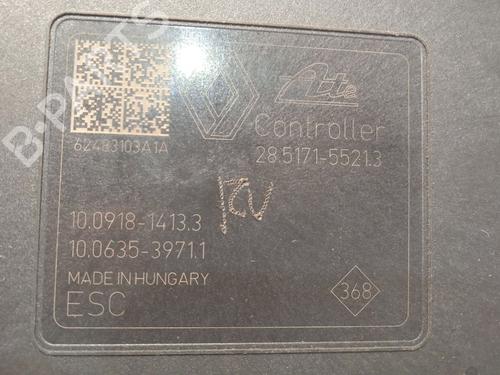 Ate
Controller
62483103A1A
28.5171-5521.3
10.0918-1413.3
10.0635-3971.1
MADE IN HUNGARY
ESC
368
B-PARTS